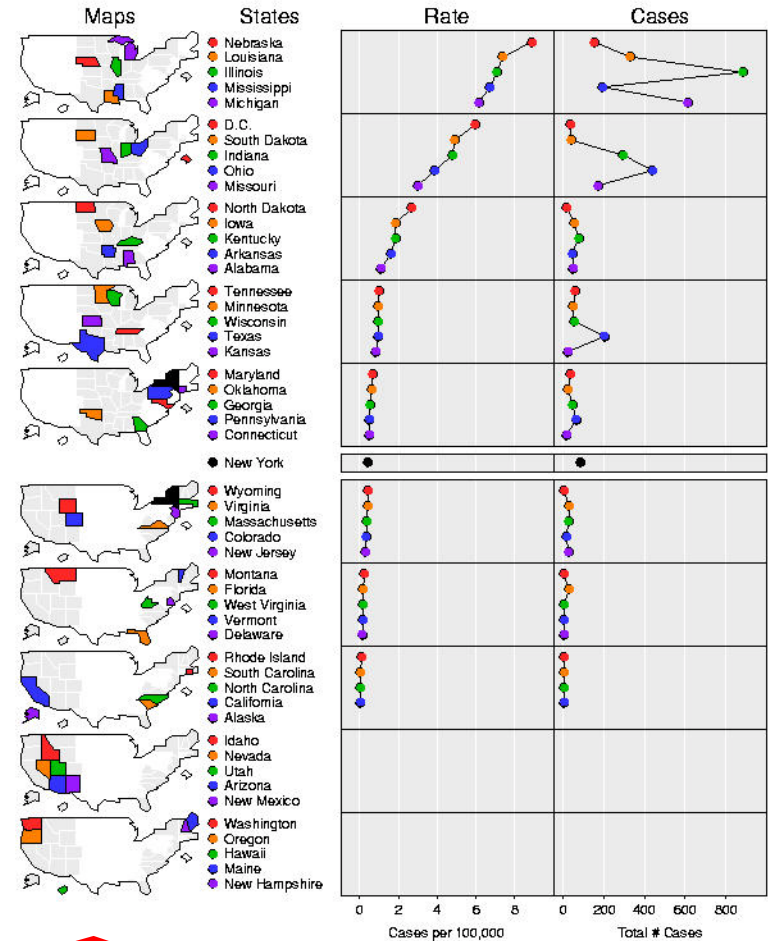 Maps States Rate Cases
Nebraska
Louisiana
Illinois
Mississippi
Michigan
D.C.
South Dakota
Indiana
Ohio
Missouri
North Dakota
Iowa
Kentucky
Arkansas
Alabama
Tennessee
Minnesota
Wisconsin
Texas
Kansas
Maryland
Oklahoma
Georgia
Pennsylvania
Connecticut
New York
Wyoming
Virginia
Massachusetts
Colorado
New Jersey
Montana
Florida
West Virginia
Vermont
Delaware
Rhode Island
South Carolina
North Carolina
California
Alaska
Idaho
Nevada
Utah
Arizona
New Mexico
Washington
Oregon
Hawaii
Maine
New Hampshire
0 2 4 6 8 0 200 400 600 800
Cases per 100,000 Total # Cases